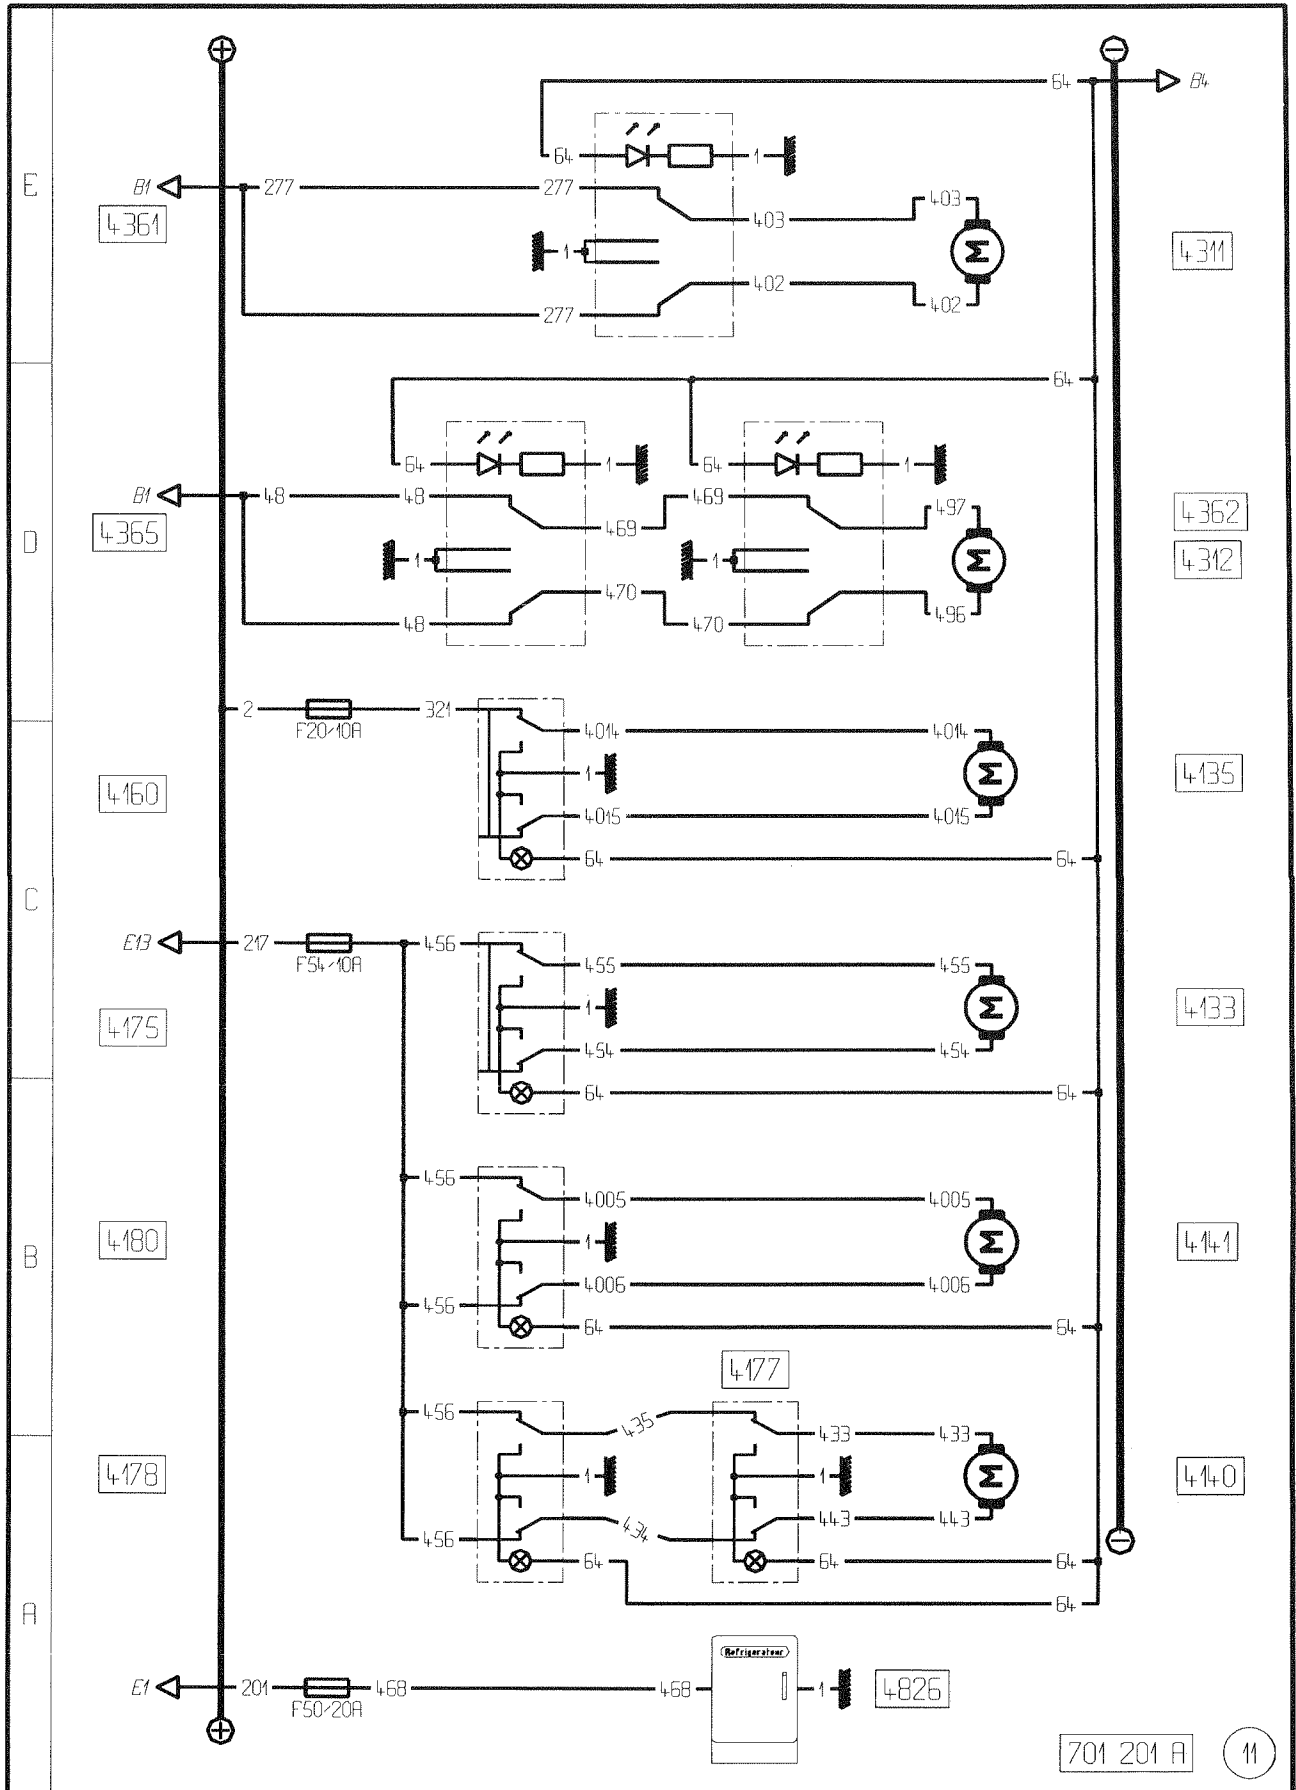 + −
64 B4
64 1
E
B1 277 277 403 403
4361
1 4311
402 402
277
64
64 1 64 1
B1 48 48 469 469 497
4365 4362
D 1 1 4312
48 470 470 496
2 F20/10A 321 4014 4014
4160 1 4135
4015 4015
64 64
C
E13 217 F54/10A 456 455 455
4175 1 4133
454 454
64 64
456 4005 4005
B 4180 1 4141
456 4006 4006
64 64
4177
456 435 433 433
4178 1 1 4140
456 434 443 443
64 64 64
64
A
Refrigerateur
E1 201 F50/20A 468 468 1 4826
701 201 A 11